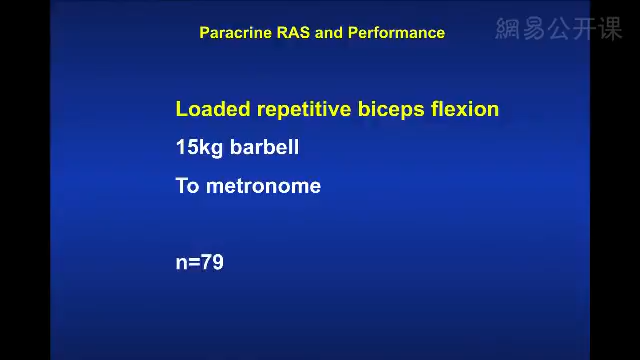 網易公开课
Paracrine RAS and Performance
Loaded repetitive biceps flexion
15kg barbell
To metronome
n=79